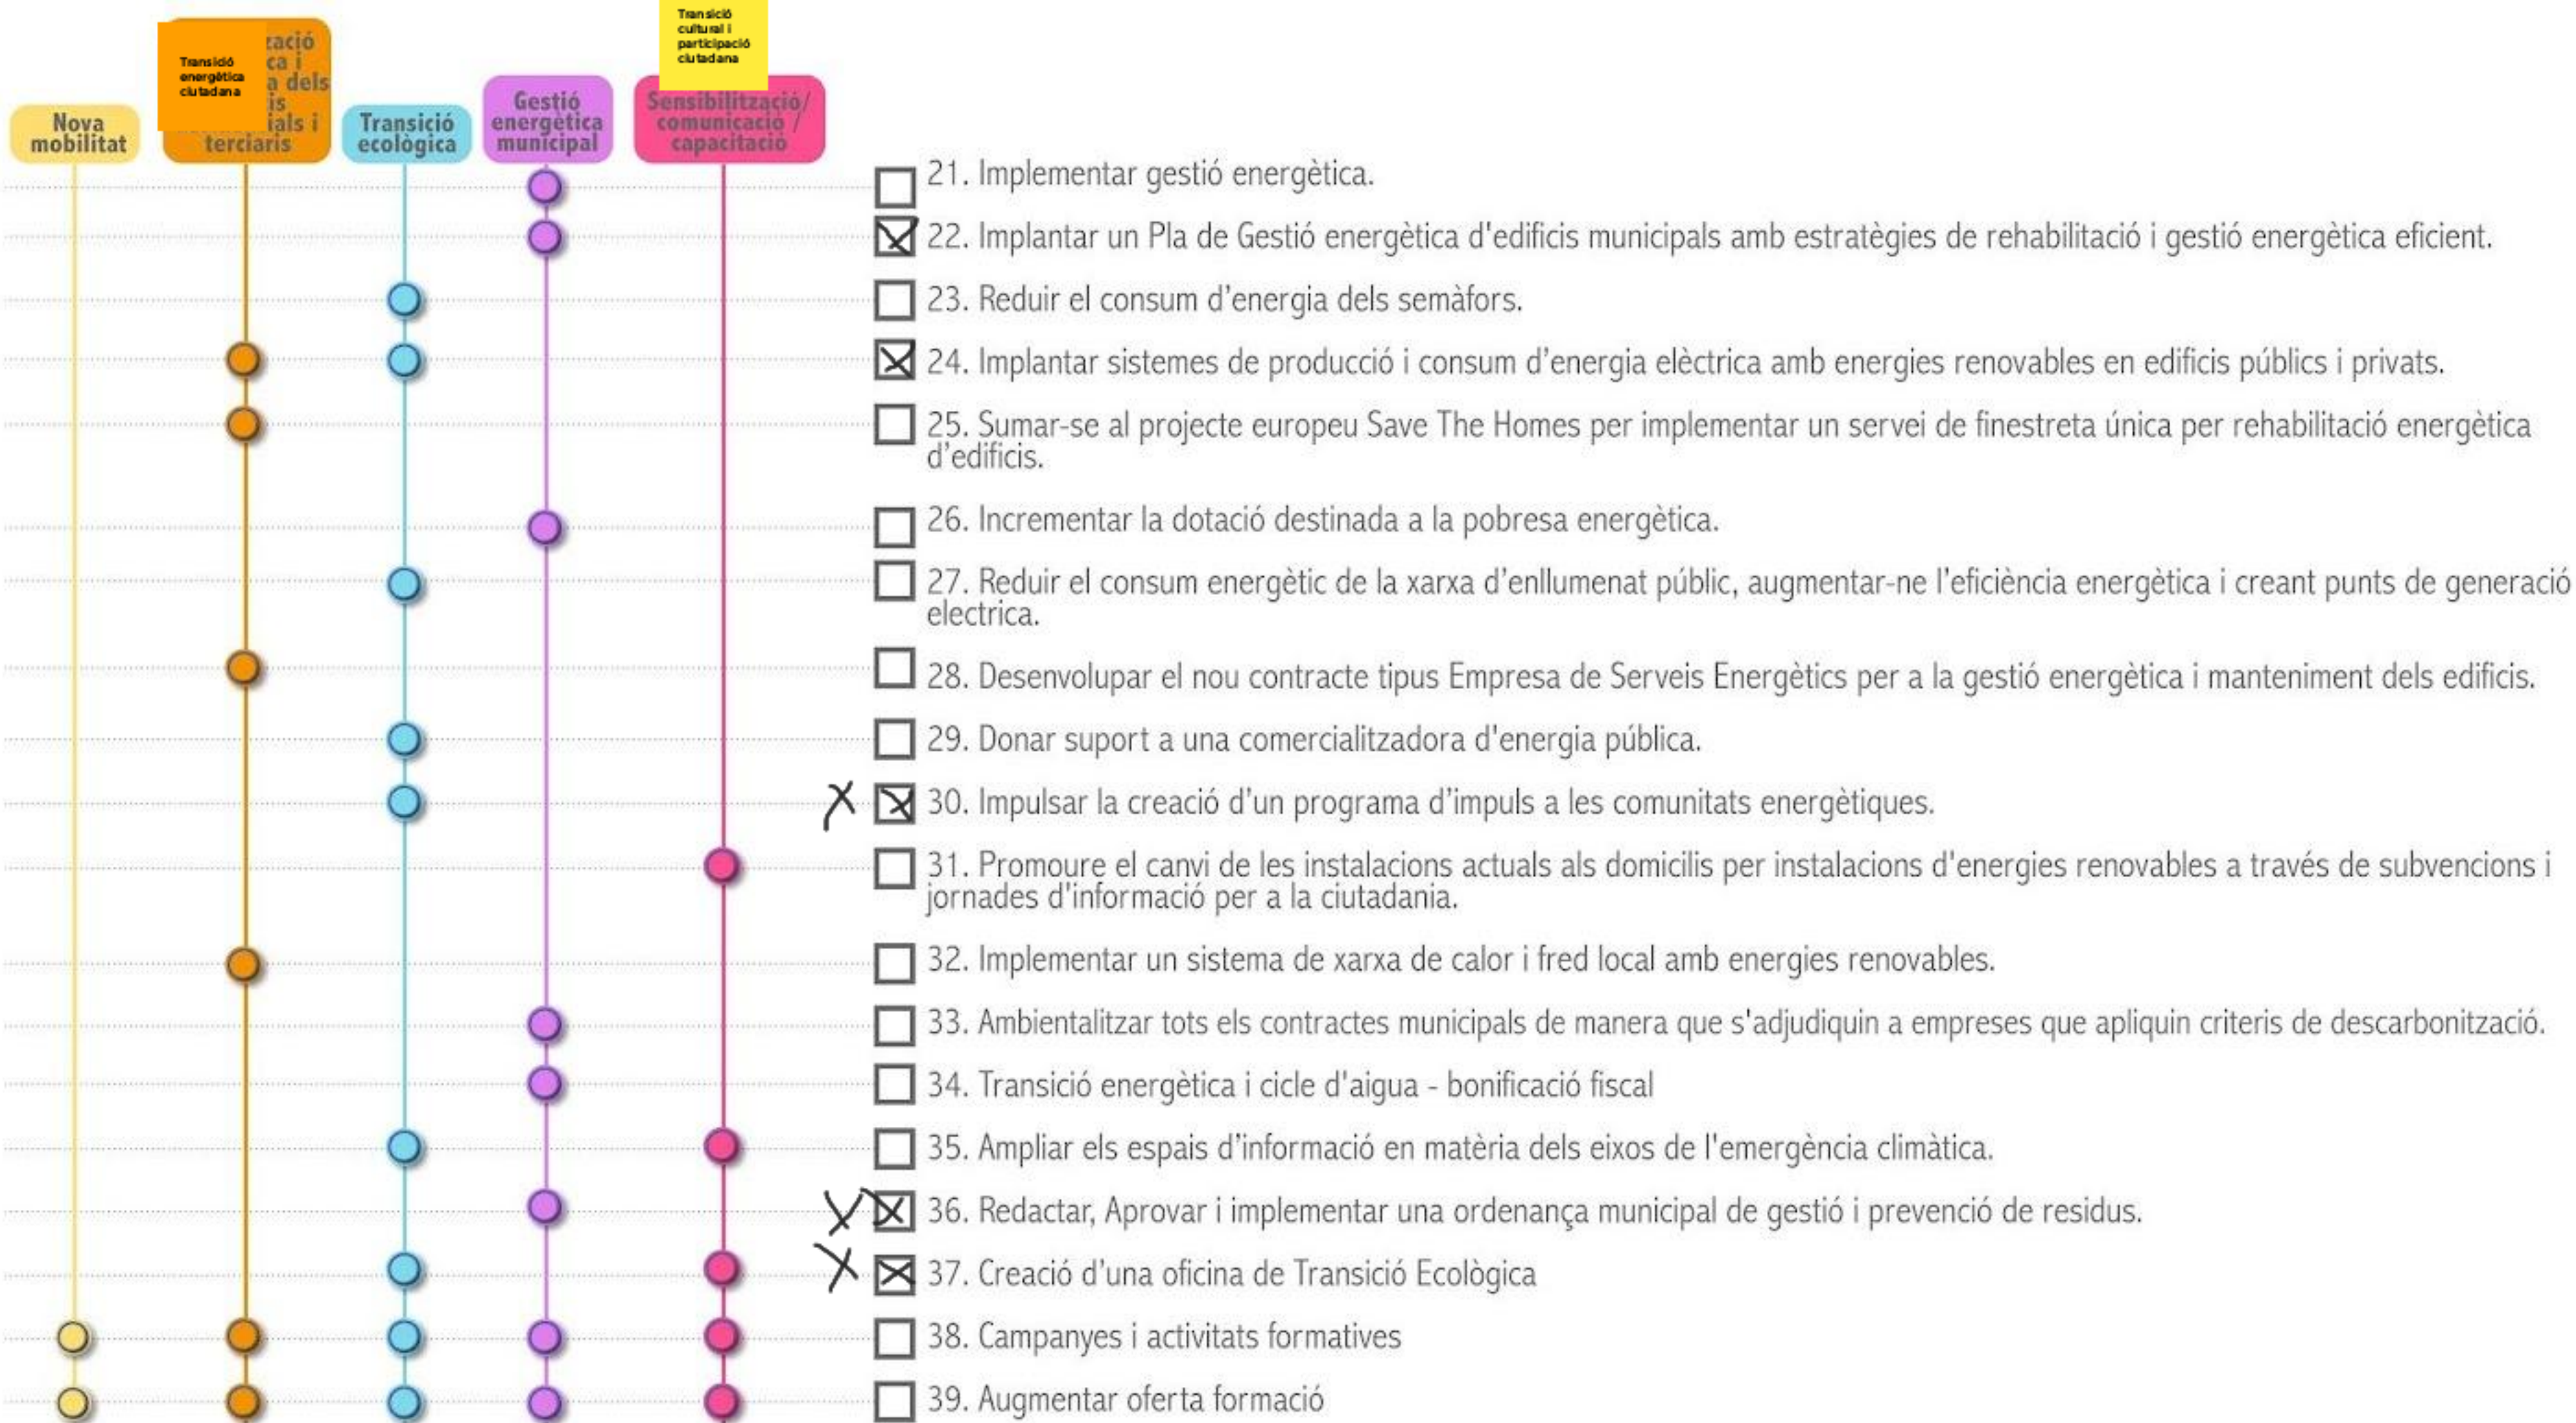 Transició
cultural i
participació
ciutadana
Transició
energètica
ciutadana
zació
ca i
a dels
is
ials i
terciaris
Nova
mobilitat
Transició
ecològica
Gestió
energètica
municipal
Sensibilització/
comunicació /
capacitació
21. Implementar gestió energètica.
22. Implantar un Pla de Gestió energètica d'edificis municipals amb estratègies de rehabilitació i gestió energètica eficient.
23. Reduir el consum d'energia dels semàfors.
24. Implantar sistemes de producció i consum d'energia elèctrica amb energies renovables en edificis públics i privats.
25. Sumar-se al projecte europeu Save The Homes per implementar un servei de finestreta única per rehabilitació energètica
d'edificis.
26. Incrementar la dotació destinada a la pobresa energètica.
27. Reduir el consum energètic de la xarxa d'enllumenat públic, augmentar-ne l'eficiència energètica i creant punts de generació
electrica.
28. Desenvolupar el nou contracte tipus Empresa de Serveis Energètics per a la gestió energètica i manteniment dels edificis.
29. Donar suport a una comercialitzadora d'energia pública.
30. Impulsar la creació d'un programa d'impuls a les comunitats energètiques.
31. Promoure el canvi de les instalacions actuals als domicilis per instalacions d'energies renovables a través de subvencions i
jornades d'informació per a la ciutadania.
32. Implementar un sistema de xarxa de calor i fred local amb energies renovables.
33. Ambientalitzar tots els contractes municipals de manera que s'adjudiquin a empreses que apliquin criteris de descarbonització.
34. Transició energètica i cicle d'aigua - bonificació fiscal
35. Ampliar els espais d'informació en matèria dels eixos de l'emergència climàtica.
36. Redactar, Aprovar i implementar una ordenança municipal de gestió i prevenció de residus.
37. Creació d'una oficina de Transició Ecològica
38. Campanyes i activitats formatives
39. Augmentar oferta formació